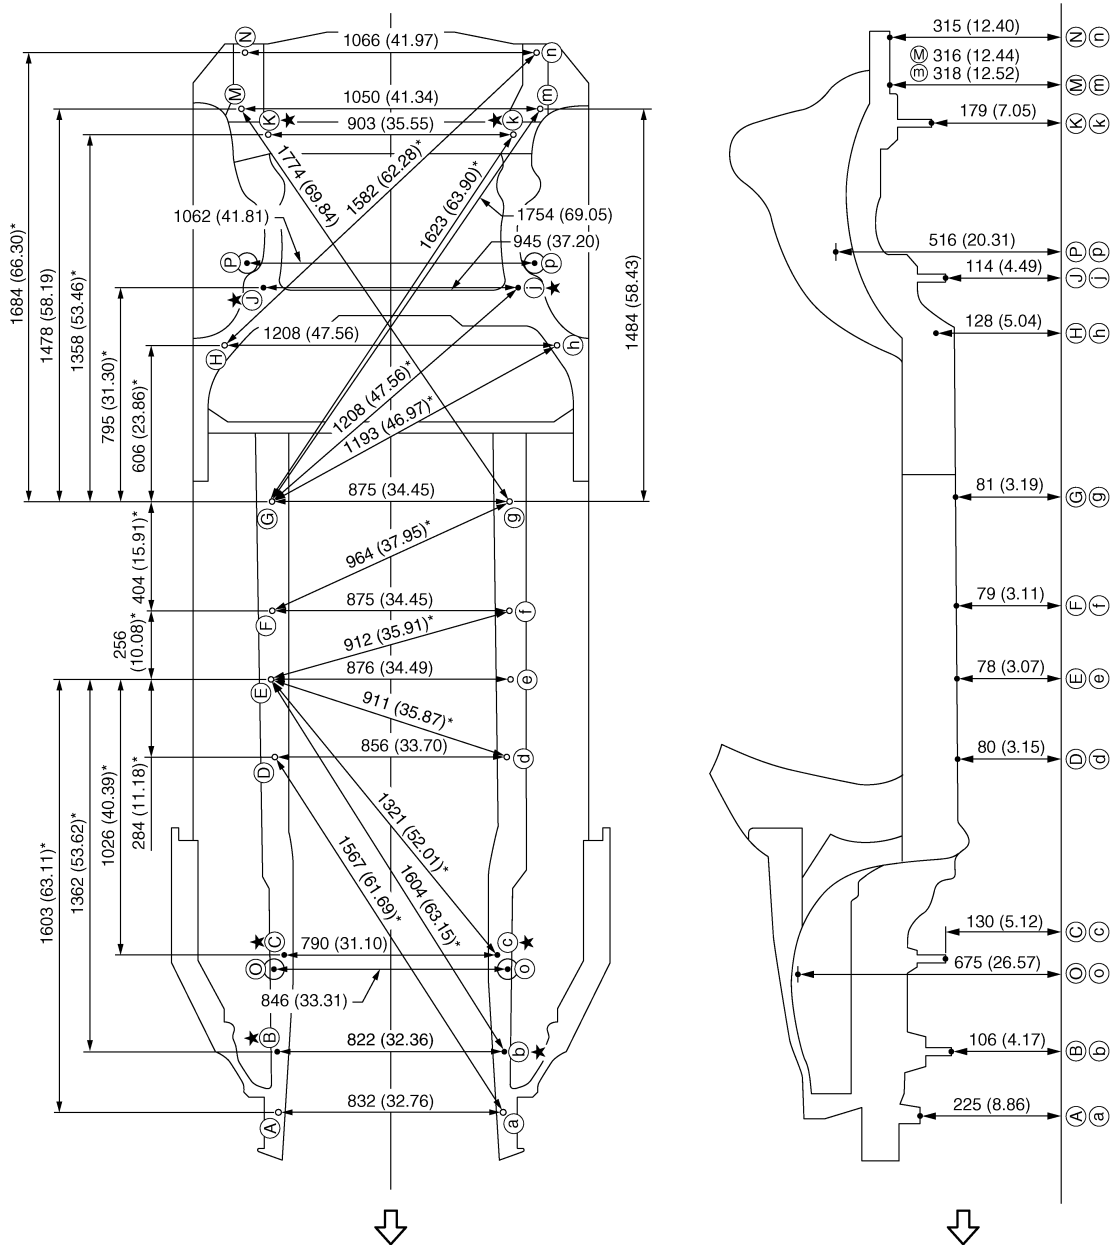 N
1066 (41.97)
n
315 (12.40)
N n
M 316 (12.44)
m 318 (12.52)
M m
M
1050 (41.34)
m
K ★
903 (35.55)
★ k
179 (7.05)
K k
1774 (69.84)
1582 (62.28)*
1623 (63.90)*
1754 (69.05)
1062 (41.81)
945 (37.20)
P
p
516 (20.31)
P p
114 (4.49)
J j
★ J
j ★
128 (5.04)
H h
1208 (47.56)
H
h
1684 (66.30)*
1478 (58.19)
1358 (53.46)*
795 (31.30)*
606 (23.86)*
1484 (58.43)
1208 (47.56)*
1193 (46.97)*
875 (34.45)
G
g
81 (3.19)
G g
404 (15.91)*
964 (37.95)*
875 (34.45)
F
f
79 (3.11)
F f
256
(10.08)*
912 (35.91)*
876 (34.49)
E
e
78 (3.07)
E e
911 (35.87)*
856 (33.70)
D
d
80 (3.15)
D d
284 (11.18)*
1026 (40.39)*
1362 (53.62)*
1603 (63.11)*
1321 (52.01)*
1604 (63.15)*
1567 (61.69)*
★ C
790 (31.10)
c ★
130 (5.12)
C c
O
o
846 (33.31)
675 (26.57)
O o
★ B
822 (32.36)
b ★
106 (4.17)
B b
832 (32.76)
A
a
225 (8.86)
A a